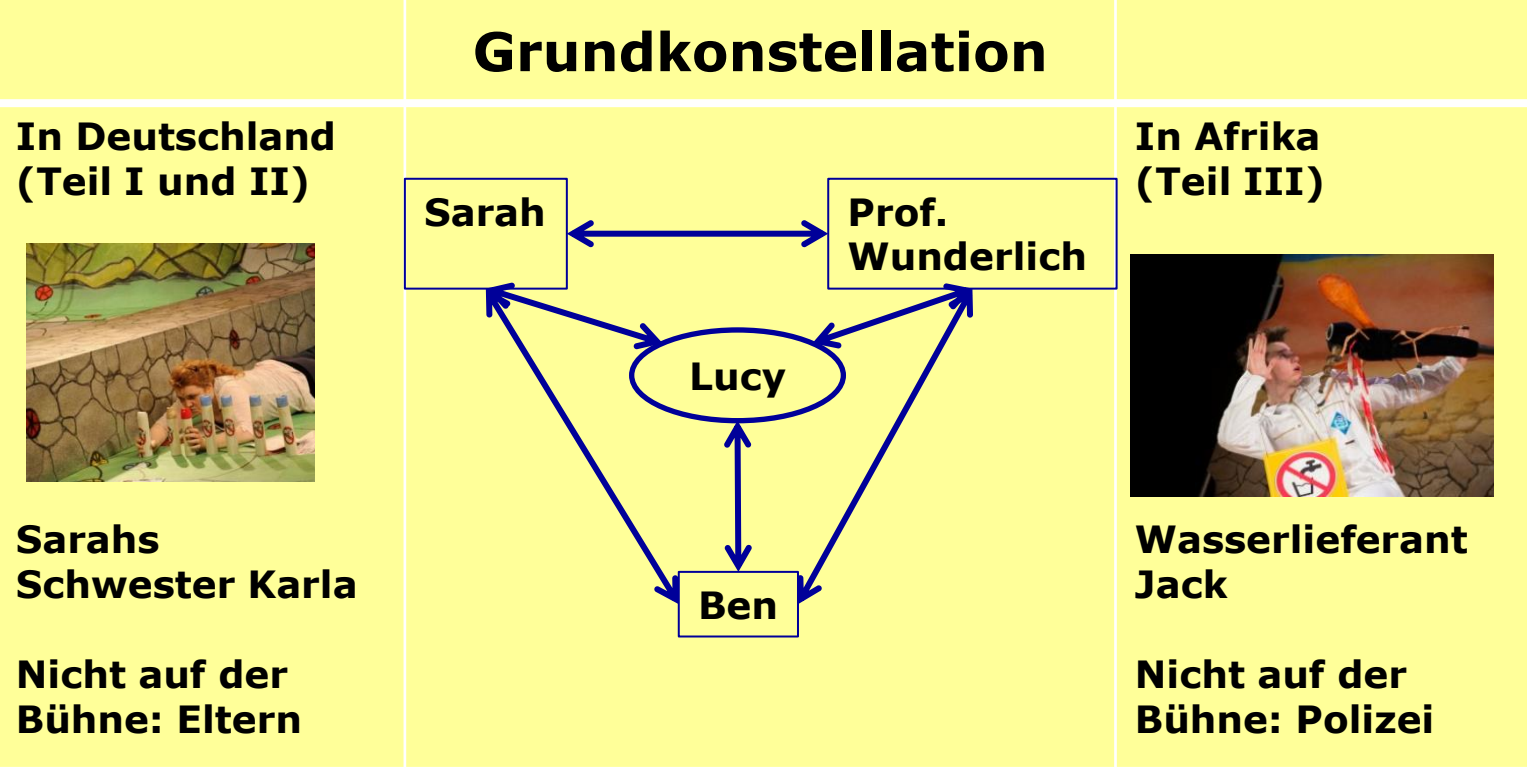 Grundkonstellation
In Deutschland
(Teil I und II)
Sarahs
Schwester Karla
Nicht auf der
Bühne: Eltern
Sarah
Prof.
Wunderlich
Lucy
Ben
In Afrika
(Teil III)
Wasserlieferant
Jack
Nicht auf der
Bühne: Polizei